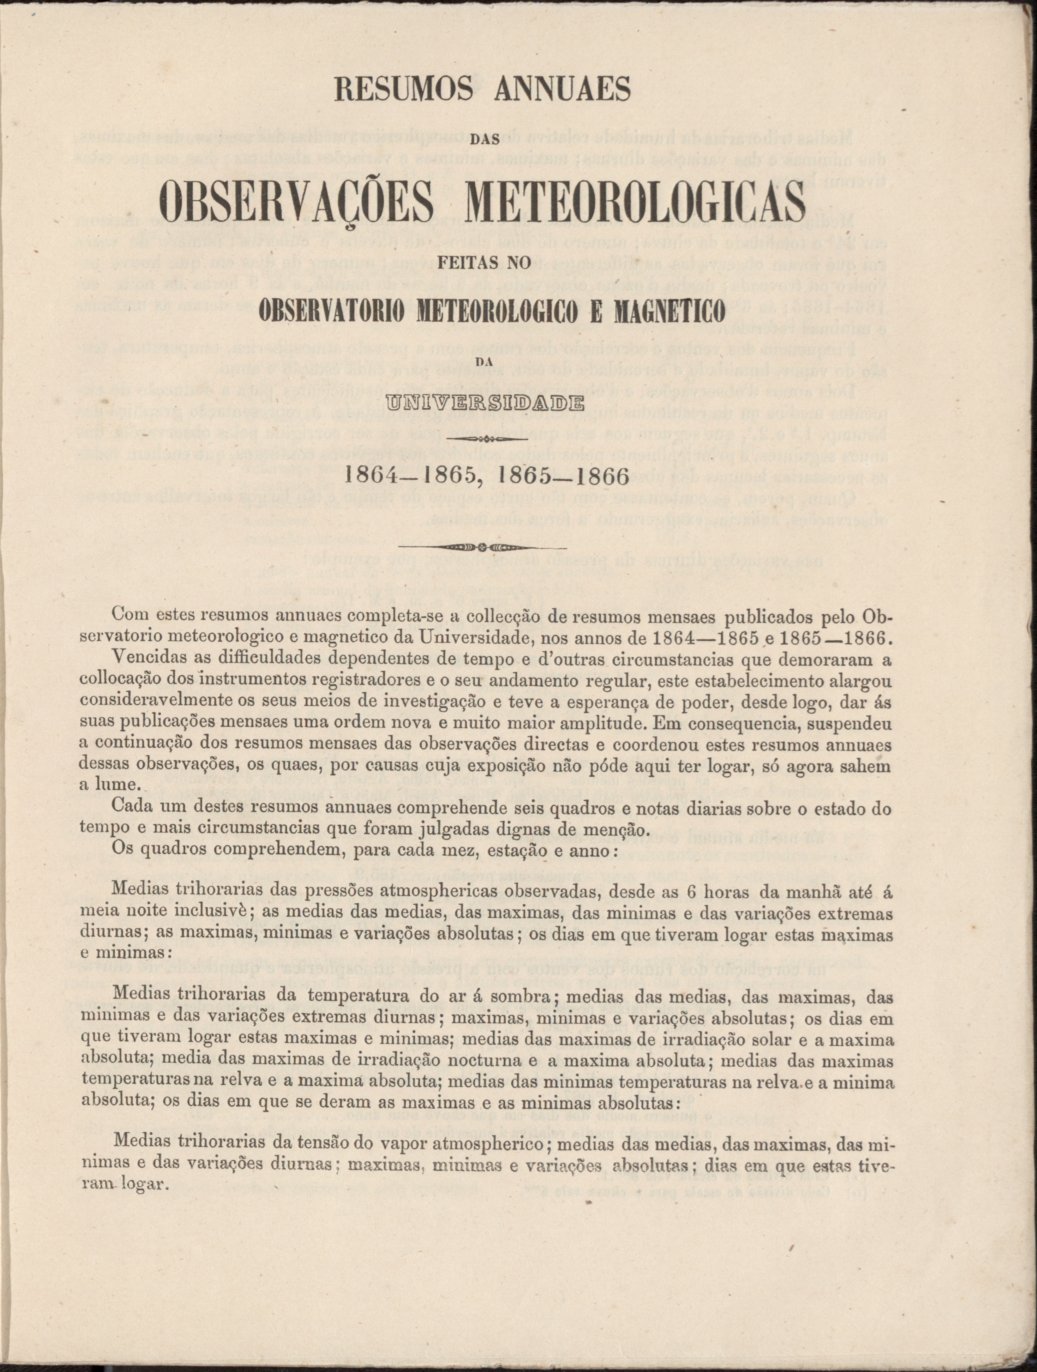 RESUMOS ANNUAES
DAS
OBSERVAÇÕES METEOROLOGICAS
FEITAS NO
OBSERVATORIO METEOROLOGICO E MAGNETICO
DA
UNIVERSIDADE
1864—1865, 1865—1866
Com estes resumos annuaes completa-se a collecção de resumos mensaes publicados pelo Ob-
servatorio meteorologico e magnetico da Universidade, nos annos de 1864—1865 e 1865—1866.
Vencidas as difficuldades dependentes de tempo e d'outras circumstancias que demoraram a
collocação dos instrumentos registradores e o seu andamento regular, este estabelecimento alargou
consideravelmente os seus meios de investigação e teve a esperança de poder, desde logo, dar ás
suas publicações mensaes uma ordem nova e muito maior amplitude. Em consequencia, suspendeu
a continuação dos resumos mensaes das observações directas e coordenou estes resumos annuaes
dessas observações, os quaes, por causas cuja exposição não póde aqui ter logar, só agora sahem
a lume.
Cada um destes resumos annuaes comprehende seis quadros e notas diarias sobre o estado do
tempo e mais circumstancias que foram julgadas dignas de menção.
Os quadros comprehendem, para cada mez, estação e anno:
Medias trihorarias das pressões atmosphericas observadas, desde as 6 horas da manhã até á
meia noite inclusivè; as medias das medias, das maximas, das minimas e das variações extremas
diurnas; as maximas, minimas e variações absolutas; os dias em que tiveram logar estas maximas
e minimas:
Medias trihorarias da temperatura do ar á sombra; medias das medias, das maximas, das
minimas e das variações extremas diurnas; maximas, minimas e variações absolutas; os dias em
que tiveram logar estas maximas e minimas; medias das maximas de irradiação solar e a maxima
absoluta; media das maximas de irradiação nocturna e a maxima absoluta; medias das maximas
temperaturas na relva e a maxima absoluta; medias das minimas temperaturas na relva e a minima
absoluta; os dias em que se deram as maximas e as minimas absolutas:
Medias trihorarias da tensão do vapor atmospherico; medias das medias, das maximas, das mi-
nimas e das variações diurnas; maximas, minimas e variações absolutas; dias em que estas tive-
ram logar.